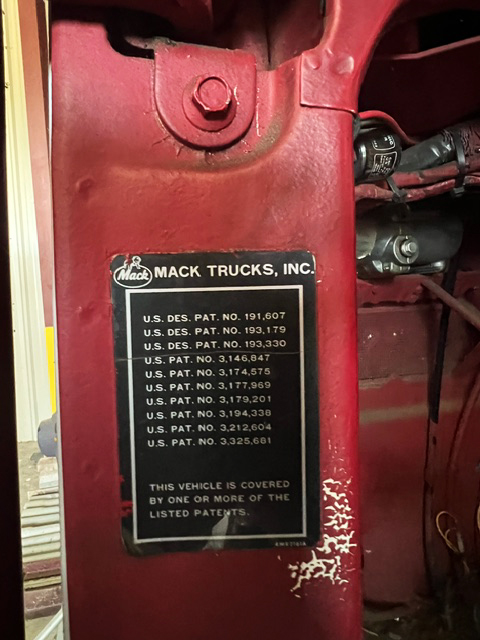 Mack MACK TRUCKS, INC.
U.S. DES. PAT. NO. 191,607
U.S. DES. PAT. NO. 193,179
U.S. DES. PAT. NO. 193,330
U.S. PAT. NO. 3,146,847
U.S. PAT. NO. 3,174,575
U.S. PAT. NO. 3,177,969
U.S. PAT. NO. 3,179,201
U.S. PAT. NO. 3,194,338
U.S. PAT. NO. 3,212,604
U.S. PAT. NO. 3,325,681
THIS VEHICLE IS COVERED
BY ONE OR MORE OF THE
LISTED PATENTS.